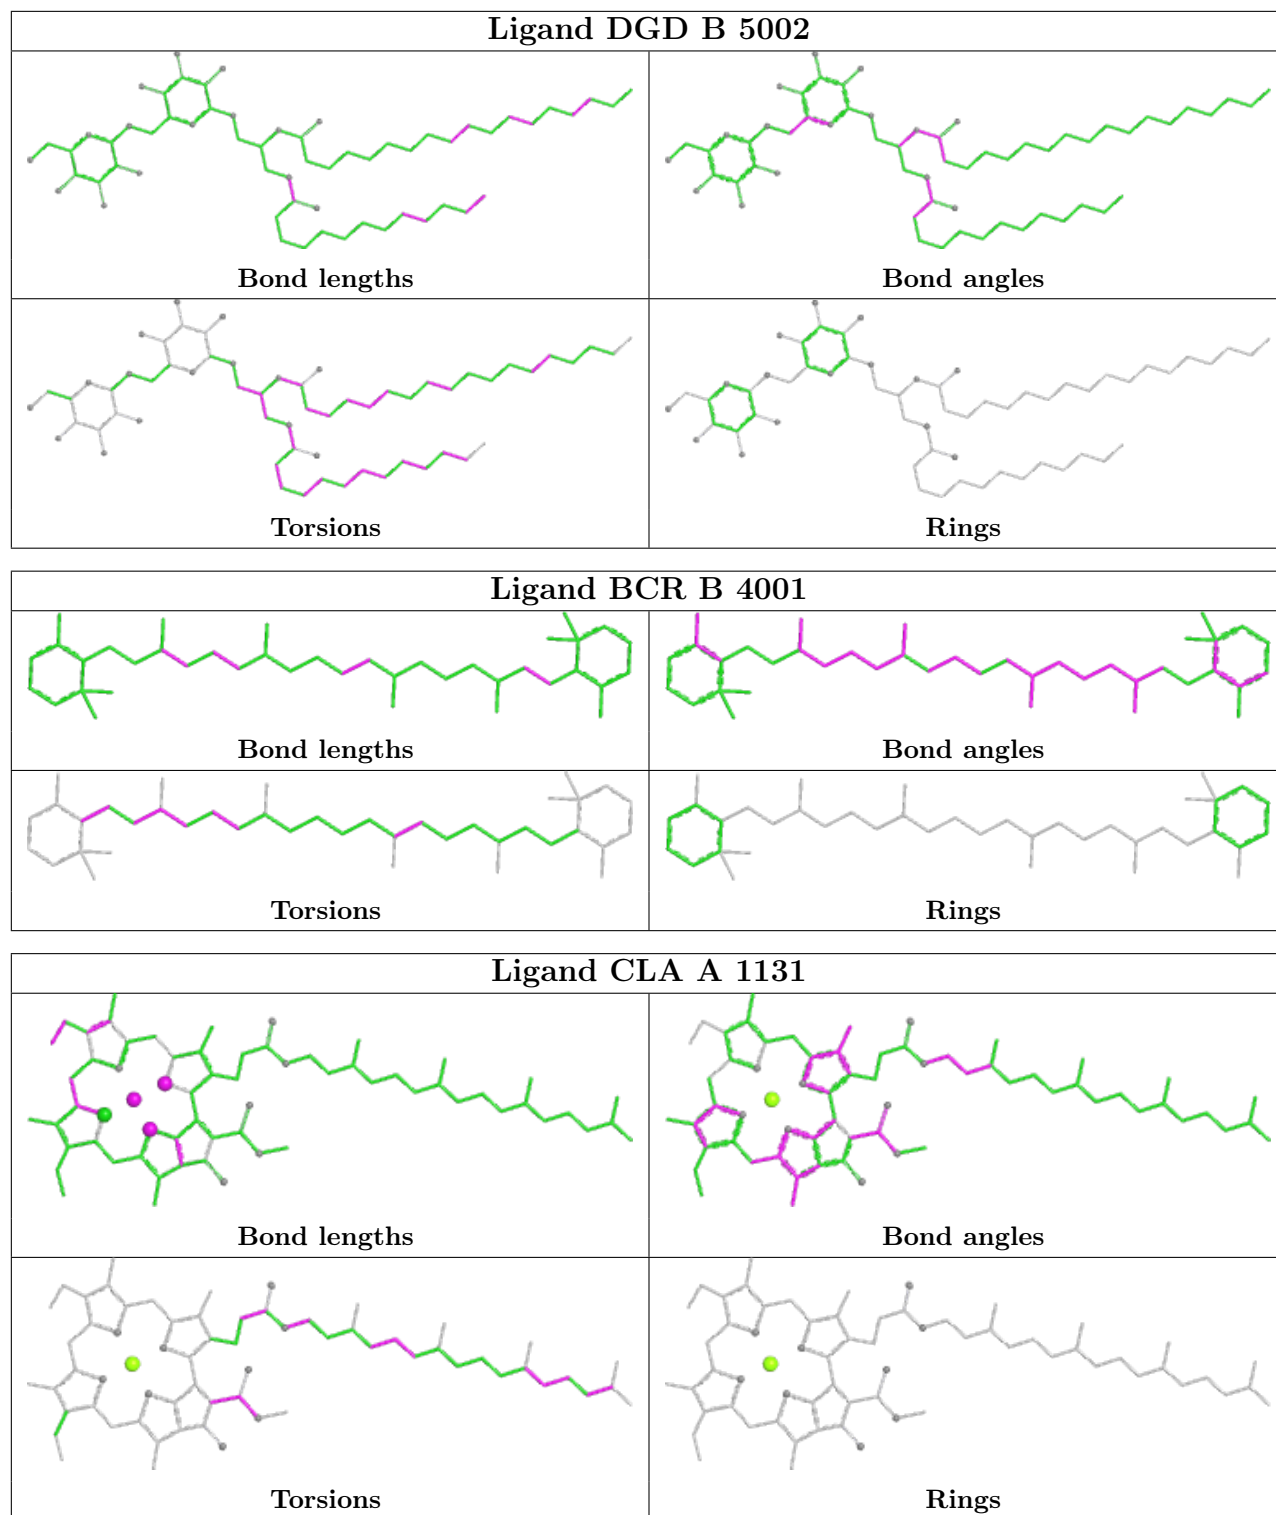 Ligand DGD B 5002
Bond lengths
Bond angles
Torsions
Rings
Ligand BCR B 4001
Bond lengths
Bond angles
Torsions
Rings
Ligand CLA A 1131
Bond lengths
Bond angles
Torsions
Rings